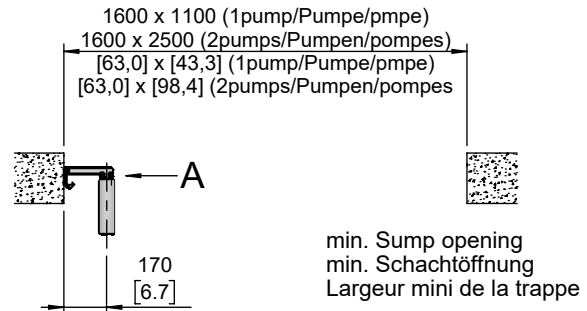 1600 x 1100 (1pump/Pumpe/pmpe)
1600 x 2500 (2pumps/Pumpen/pompes)
[63,0] x [43,3] (1pump/Pumpe/pmpe)
[63,0] x [98,4] (2pumps/Pumpen/pompes
A
170
[6.7]
min. Sump opening
min. Schachtöffnung
Largeur mini de la trappe